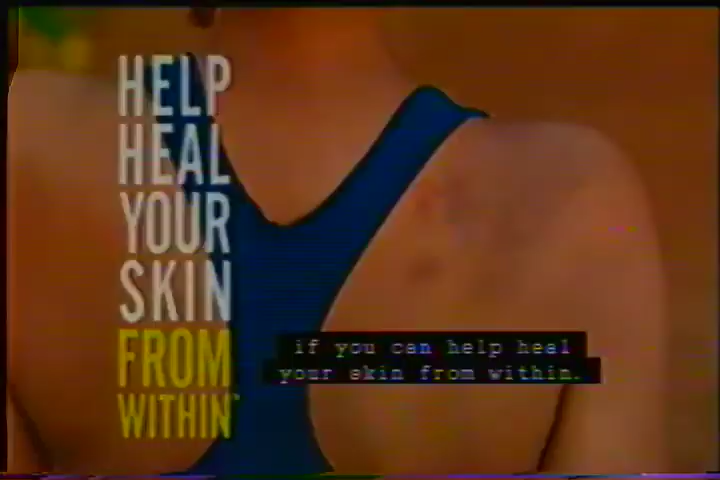 HELP
HEAL
YOUR
SKIN
FROM
WITHIN
if you can help heal
your skin from within.